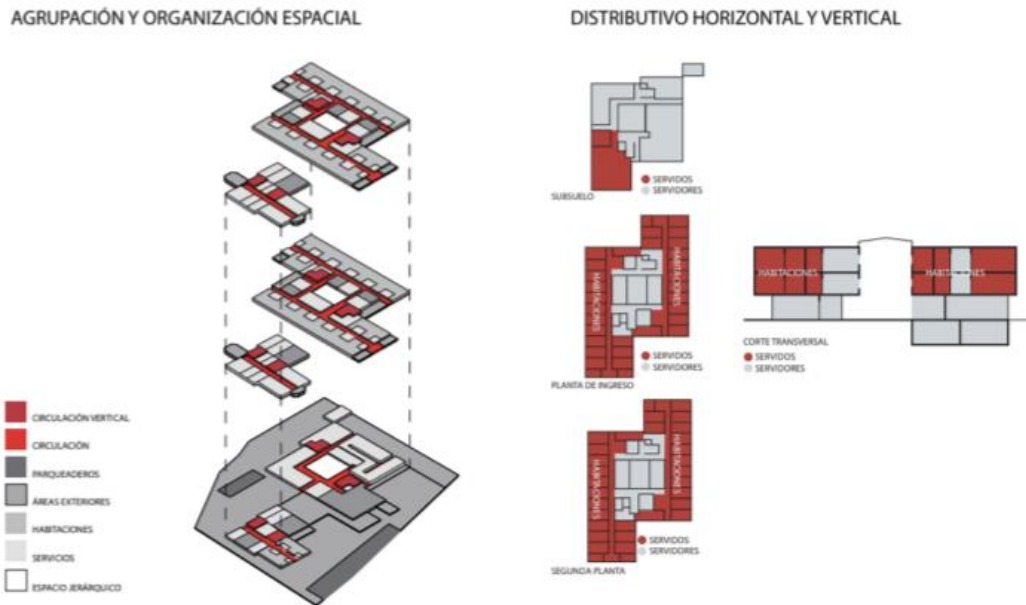 AGRUPACIÓN Y ORGANIZACIÓN ESPACIAL
CIRCULACIÓN VERTICAL
CIRCULACIÓN
PARQUEADEROS
ÁREAS EXTERIORES
HABITACIONES
SERVICIOS
ESPACIO JERÁRQUICO
DISTRIBUTIVO HORIZONTAL Y VERTICAL
SERVIDOS
SERVIDORES
SUBSUELO
HABITACIONES
HABITACIONES
SERVIDOS
SERVIDORES
PLANTA DE INGRESO
HABITACIONES
HABITACIONES
SERVIDOS
SERVIDORES
SEGUNDA PLANTA
HABITACIONES
HABITACIONES
CORTE TRANSVERSAL
SERVIDOS
SERVIDORES